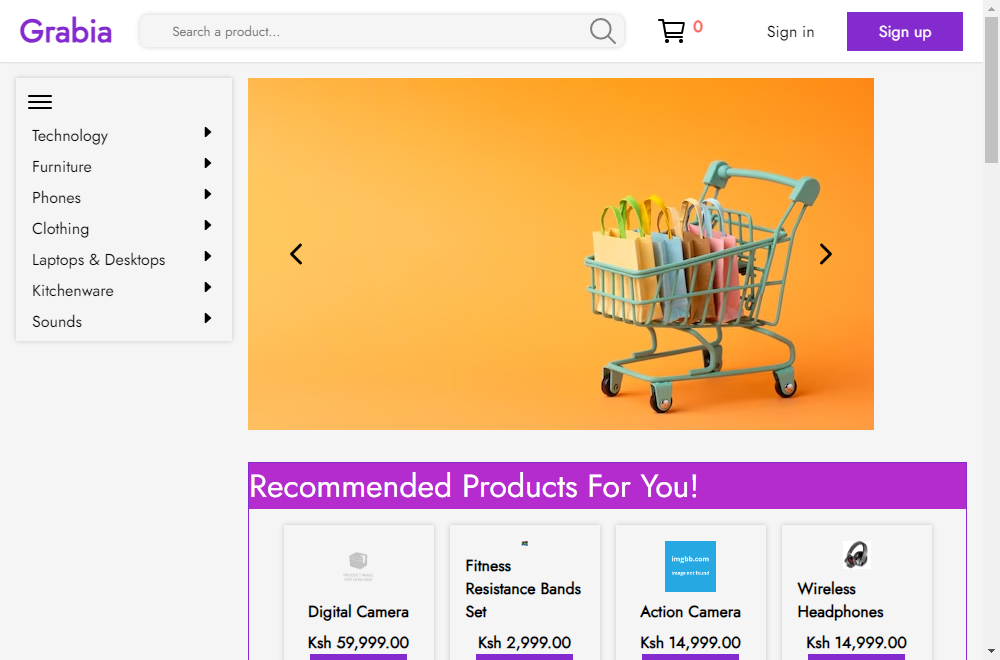 Grabia
Search a product...
0
Sign in
Sign up
Technology
Furniture
Phones
Clothing
Laptops & Desktops
Kitchenware
Sounds
Recommended Products For You!
Digital Camera
Ksh 59,999.00
Fitness
Resistance Bands
Set
Ksh 2,999.00
imgbb.com
image not found
Action Camera
Ksh 14,999.00
Wireless
Headphones
Ksh 14,999.00